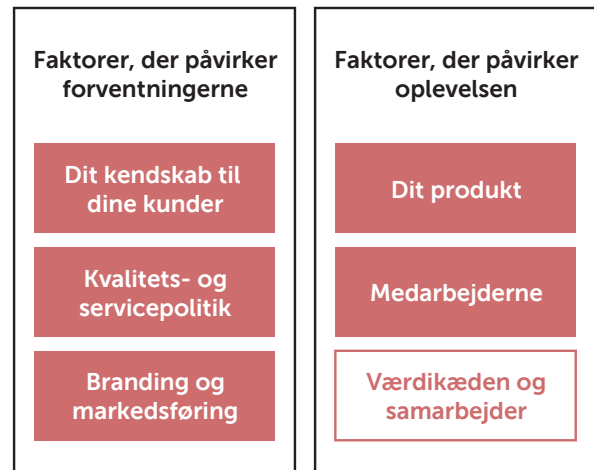 Faktorer, der påvirker
forventningerne
Dit kendskab til
dine kunder
Kvalitets- og
servicepolitik
Branding og
markedsføring
Faktorer, der påvirker
oplevelsen
Dit produkt
Medarbejderne
Værdikæden og
samarbejder